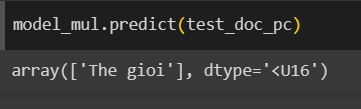 model_mul.predict(test_doc_pc)
array(['The gioi'], dtype='<U16')